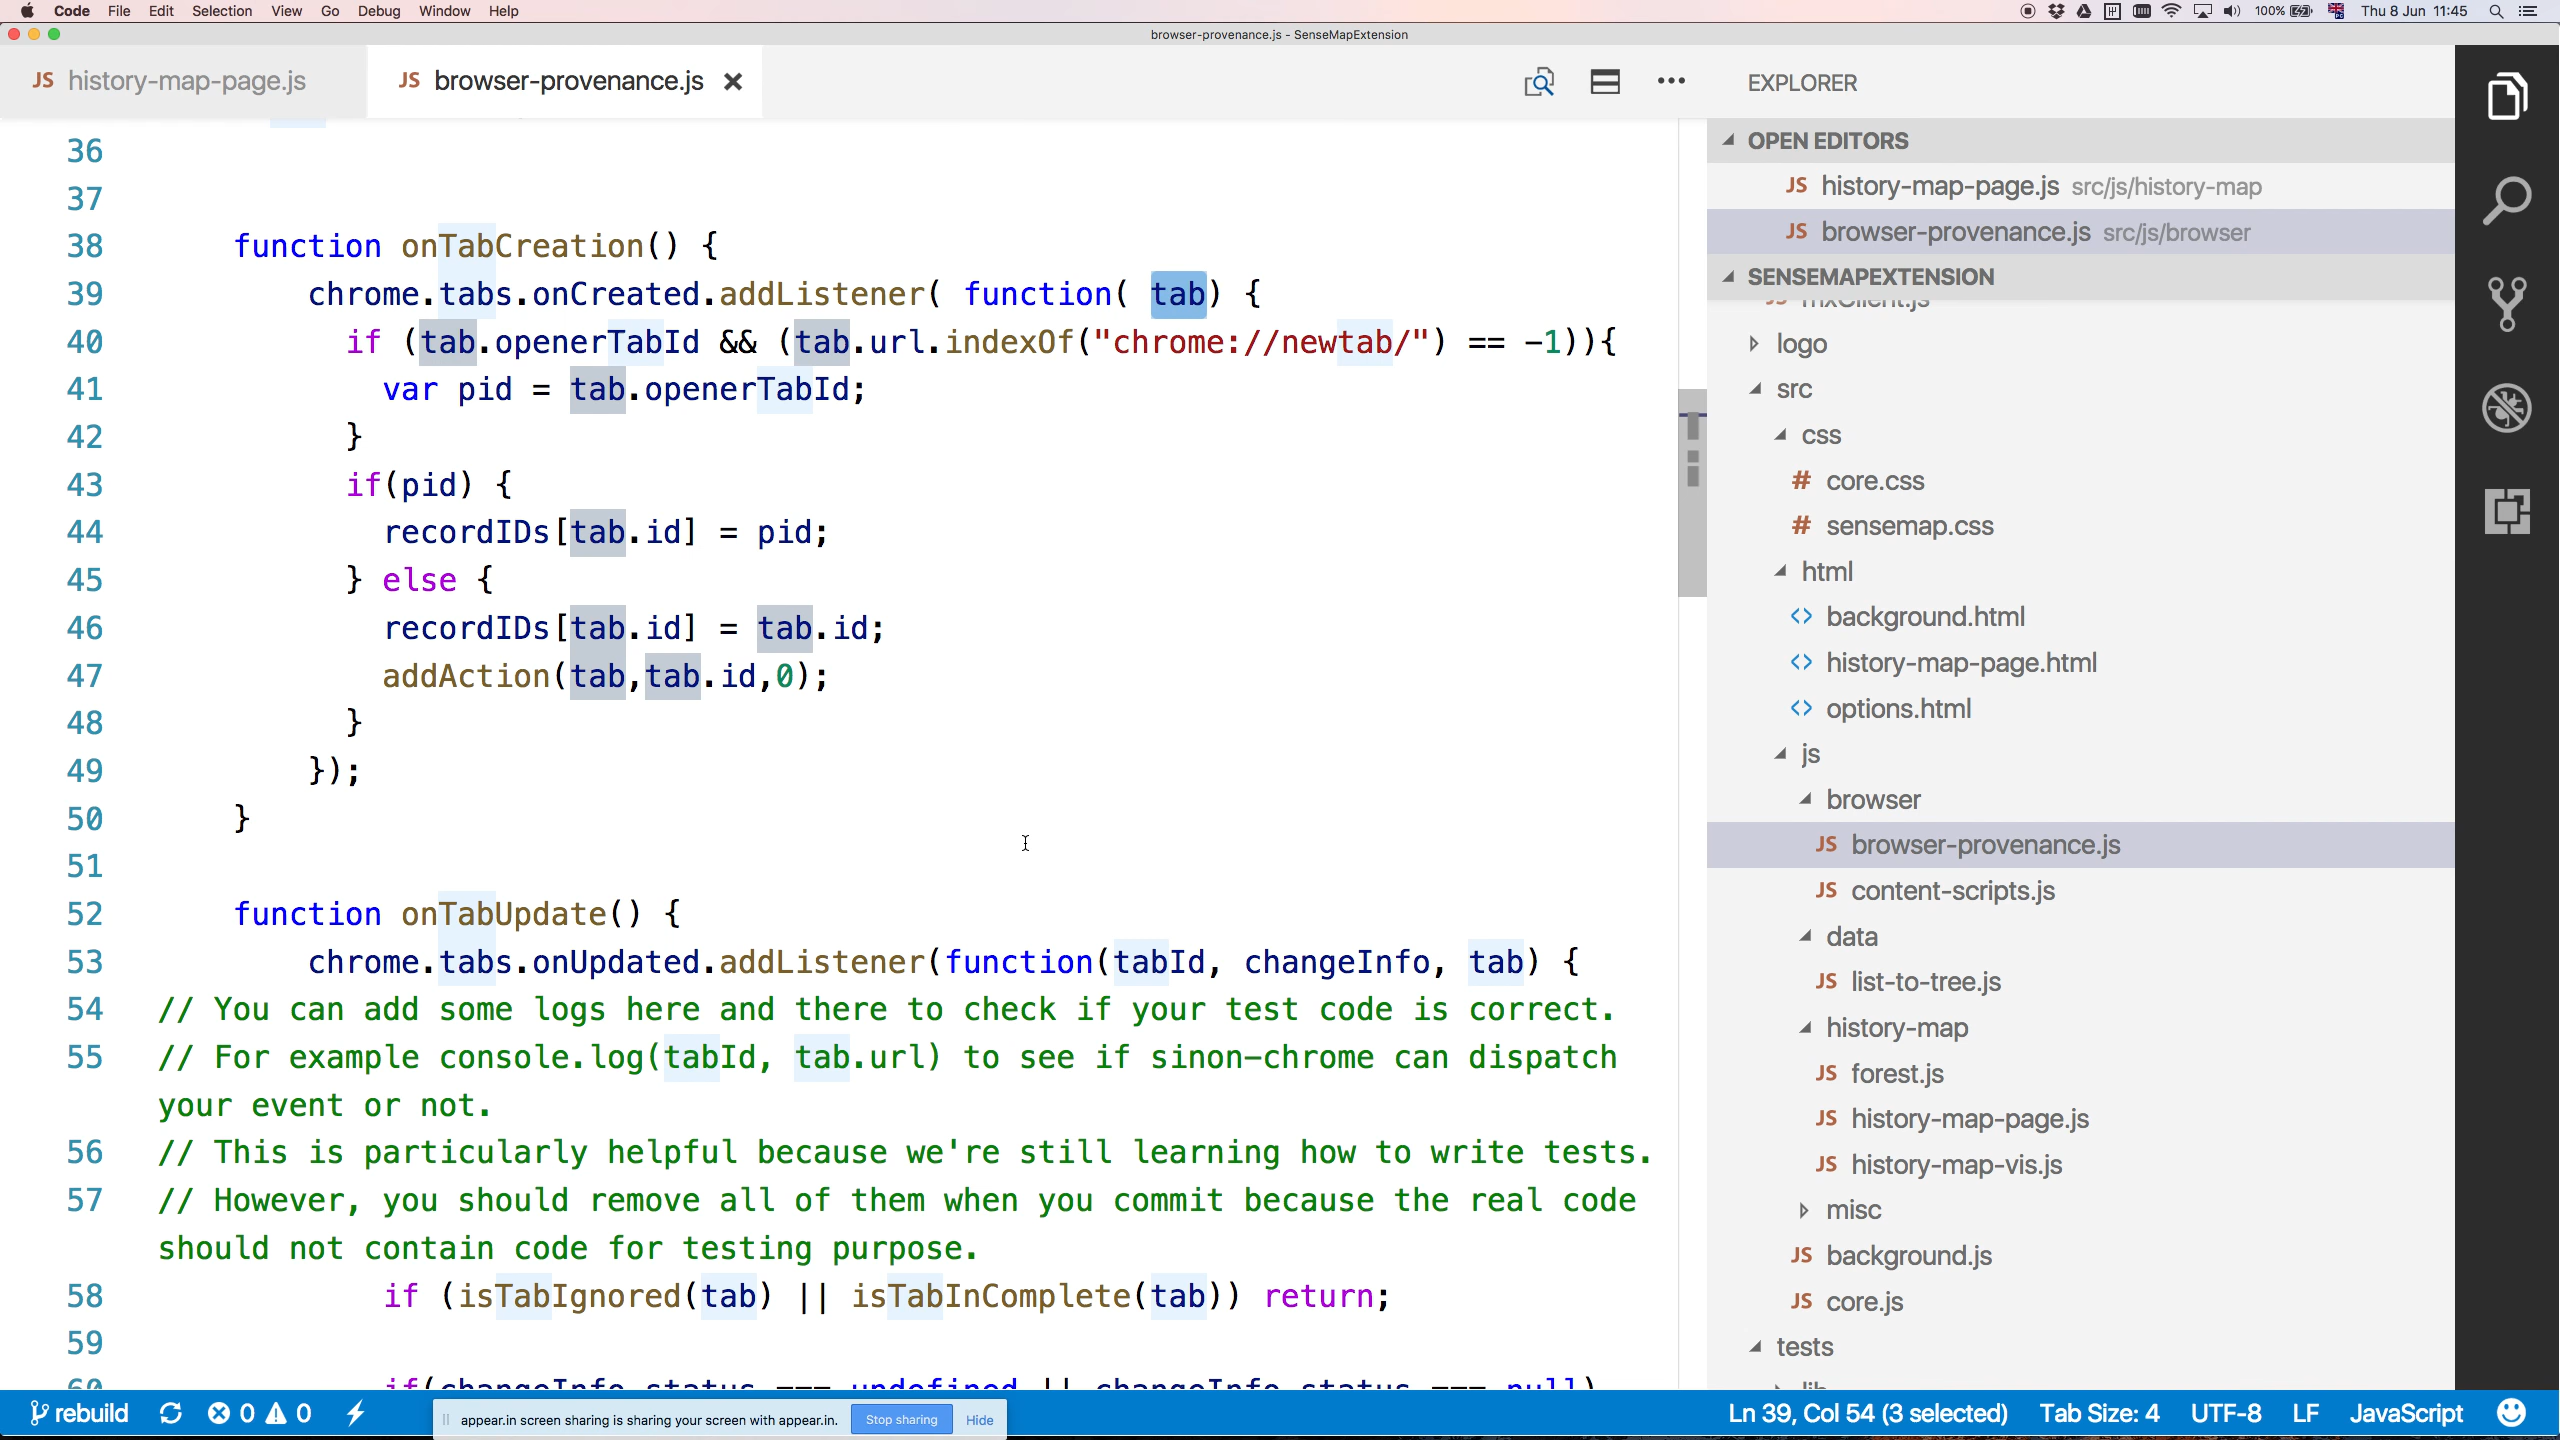 Code File Edit Selection View Go Debug Window Help
100% Thu 8 Jun 11:45
browser-provenance.js - SenseMapExtension
JS history-map-page.js
JS browser-provenance.js
36
37
38 function onTabCreation() {
39 chrome.tabs.onCreated.addListener( function( tab) {
40 if (tab.openerTabId && (tab.url.indexOf("chrome://newtab/") == -1)){
41 var pid = tab.openerTabId;
42 }
43 if(pid) {
44 recordIDs[tab.id] = pid;
45 } else {
46 recordIDs[tab.id] = tab.id;
47 addAction(tab,tab.id,0);
48 }
49 });
50 }
51
52 function onTabUpdate() {
53 chrome.tabs.onUpdated.addListener(function(tabId, changeInfo, tab) {
54 // You can add some logs here and there to check if your test code is correct.
55 // For example console.log(tabId, tab.url) to see if sinon-chrome can dispatch
your event or not.
56 // This is particularly helpful because we're still learning how to write tests.
57 // However, you should remove all of them when you commit because the real code
should not contain code for testing purpose.
58 if (isTabIgnored(tab) || isTabInComplete(tab)) return;
59
60 if(changeInfo.status === undefined || changeInfo.status === null)
EXPLORER
OPEN EDITORS
JS history-map-page.js src/js/history-map
JS browser-provenance.js src/js/browser
SENSEMAPEXTENSION
JS mxClient.js
logo
src
css
# core.css
# sensemap.css
html
<> background.html
<> history-map-page.html
<> options.html
js
browser
JS browser-provenance.js
JS content-scripts.js
data
JS list-to-tree.js
history-map
JS forest.js
JS history-map-page.js
JS history-map-vis.js
misc
JS background.js
JS core.js
tests
lib
rebuild 0 0
appear.in screen sharing is sharing your screen with appear.in. Stop sharing Hide
Ln 39, Col 54 (3 selected) Tab Size: 4 UTF-8 LF JavaScript